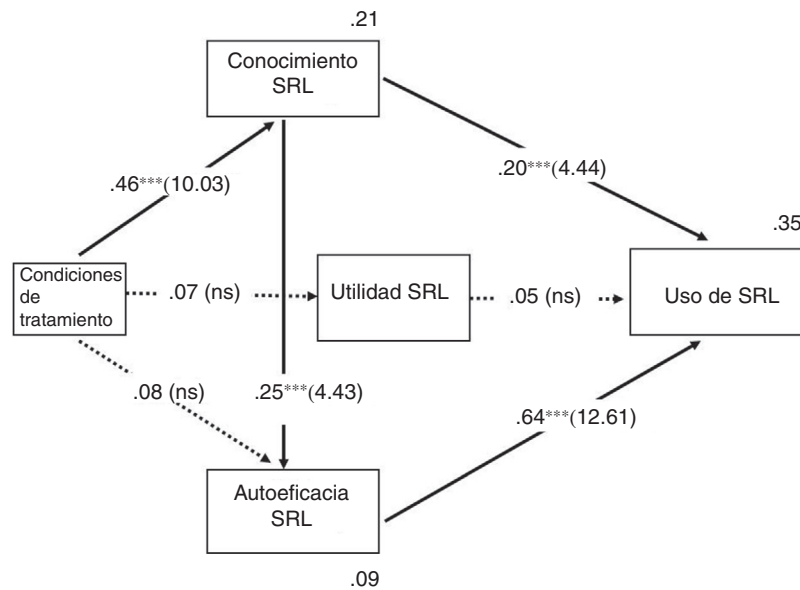 .21
Conocimiento
SRL
.46***(10.03)
.20***(4.44)
.35
Condiciones
de
tratamiento
.07 (ns)
Utilidad SRL
.05 (ns)
Uso de SRL
.08 (ns)
.25***(4.43)
.64***(12.61)
Autoeficacia
SRL
.09